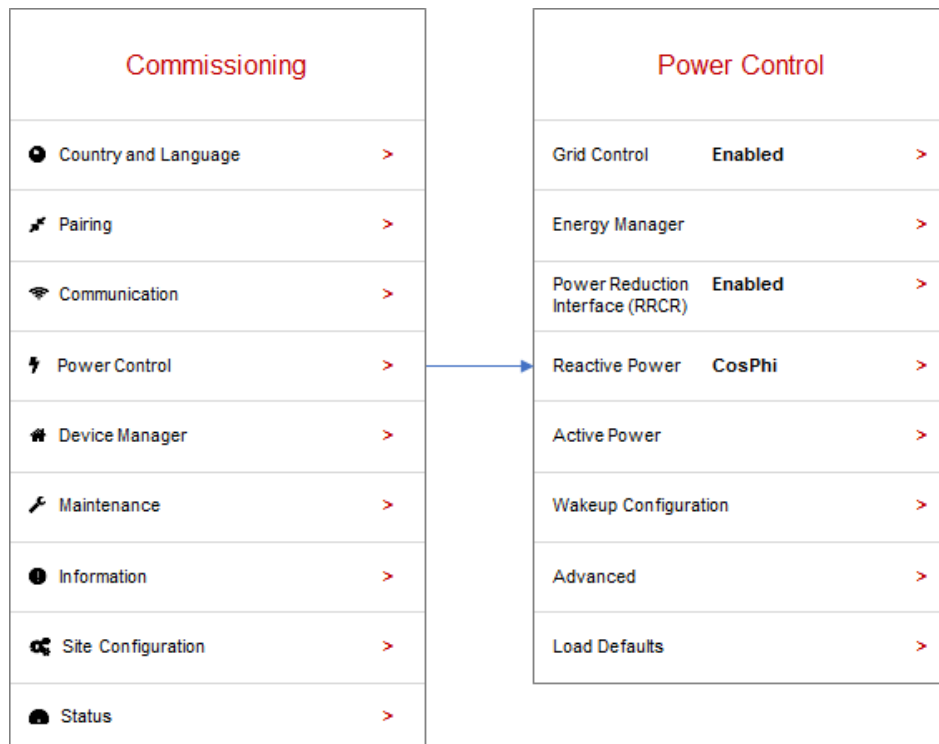 Commissioning
Country and Language >
Pairing >
Communication >
Power Control >
Device Manager >
Maintenance >
Information >
Site Configuration >
Status >
Power Control
Grid Control Enabled >
Energy Manager >
Power Reduction Enabled >
Interface (RRCR)
Reactive Power CosPhi >
Active Power >
Wakeup Configuration >
Advanced >
Load Defaults >